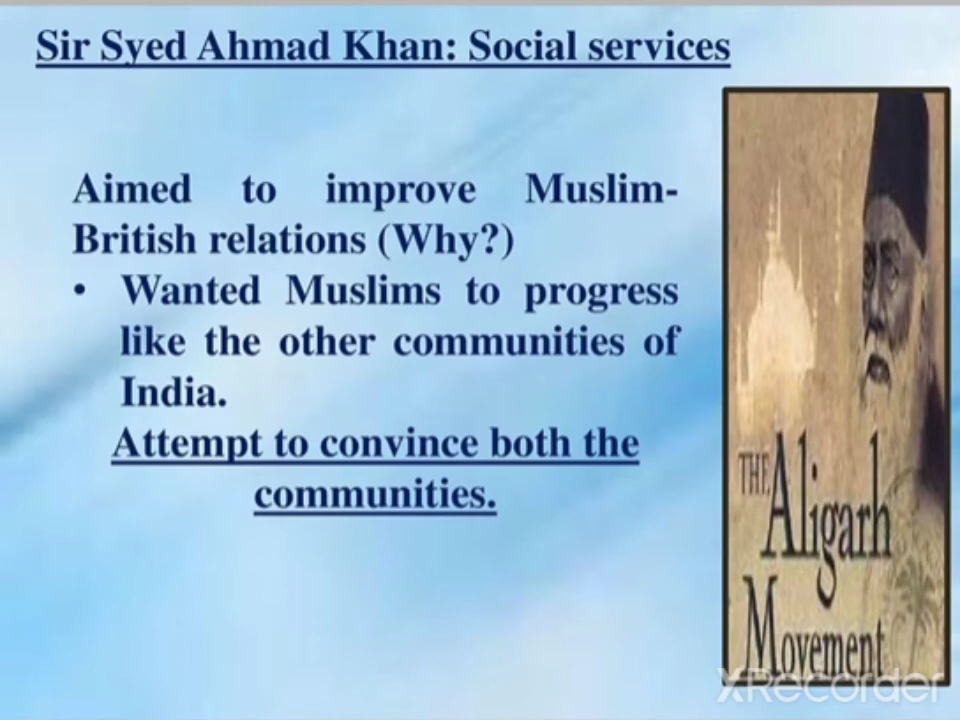 Sir Syed Ahmad Khan: Social services
Aimed to improve Muslim-
British relations (Why?)
• Wanted Muslims to progress
like the other communities of
India.
Attempt to convince both the
communities.
THE
Aligarh
Movement
XRecorder